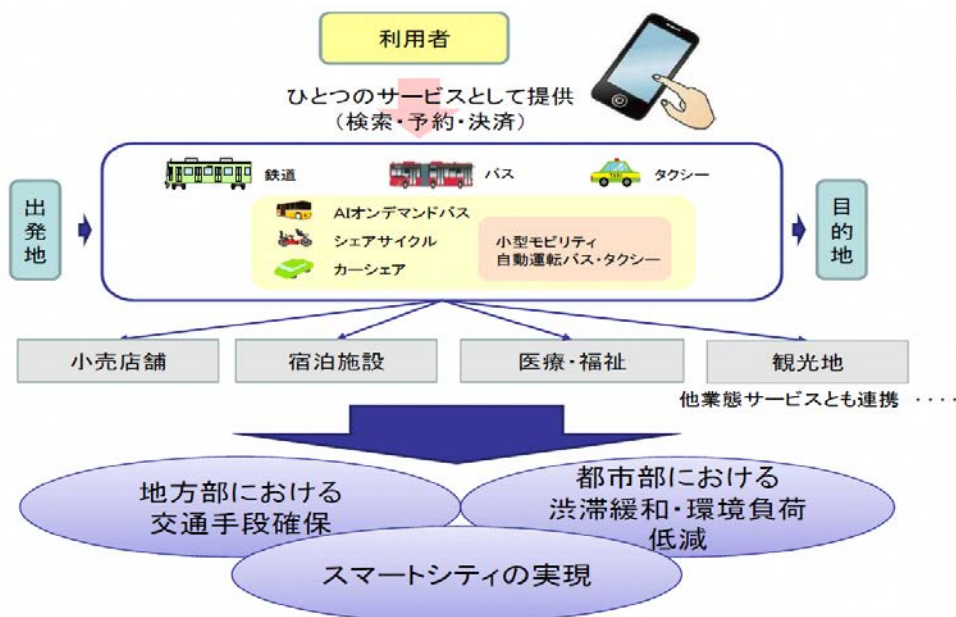 利用者
ひとつのサービスとして提供
(検索・予約・決済)
出発地
鉄道
バス
タクシー
AIオンデマンドバス
シェアサイクル
カーシェア
小型モビリティ
自動運転バス・タクシー
目的地
小売店舗
宿泊施設
医療・福祉
観光地
他業態サービスとも連携 ・・・・
地方部における
交通手段確保
都市部における
渋滞緩和・環境負荷
低減
スマートシティの実現